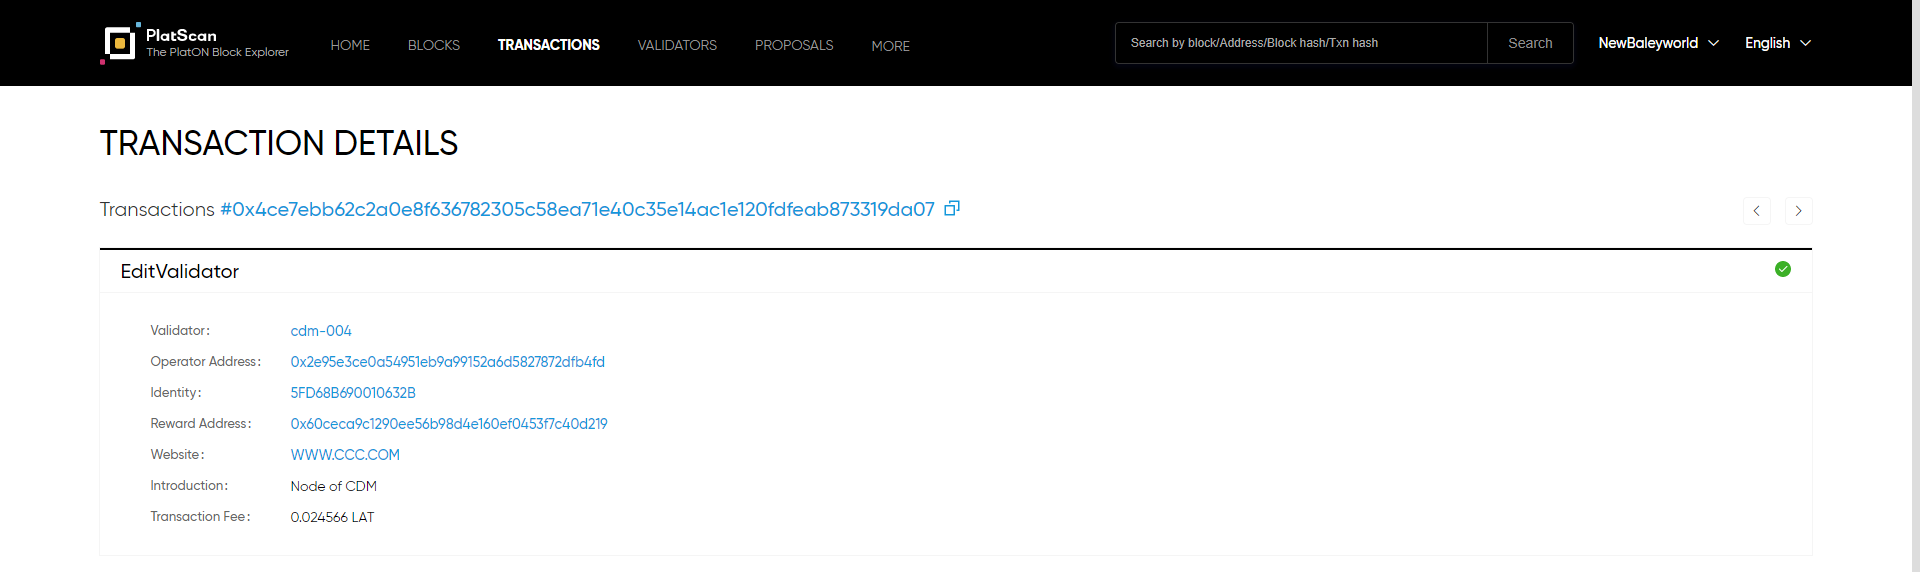 PlatScan
The PlatON Block Explorer
HOME
BLOCKS
TRANSACTIONS
VALIDATORS
PROPOSALS
MORE
Search by block/Address/Block hash/Txn hash
Search
NewBaleyworld
English
TRANSACTION DETAILS
Transactions #0x4ce7ebb62c2a0e8f636782305c58ea71e40c35e14ac1e120fdfeab873319da07
EditValidator
Validator: cdm-004
Operator Address: 0x2e95e3ce0a54951eb9a99152a6d5827872dfb4fd
Identity: 5FD68B690010632B
Reward Address: 0x60ceca9c1290ee56b98d4e160ef0453f7c40d219
Website: WWW.CCC.COM
Introduction: Node of CDM
Transaction Fee: 0.024566 LAT